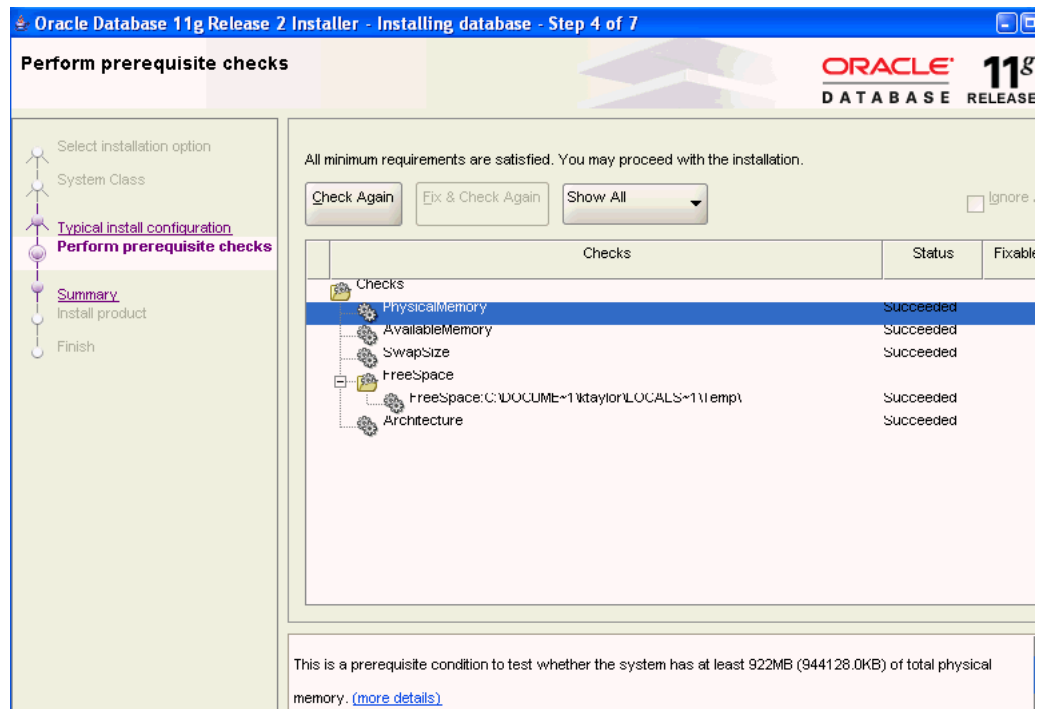 Oracle Database 11g Release 2 Installer - Installing database - Step 4 of 7
Perform prerequisite checks
ORACLE 11g
DATABASE RELEASE
Select installation option
System Class
Typical install configuration
Perform prerequisite checks
Summary
Install product
Finish
All minimum requirements are satisfied. You may proceed with the installation.
Check Again Fix & Check Again Show All Ignore
Checks Status Fixable
Checks
PhysicalMemory Succeeded
AvailableMemory Succeeded
SwapSize Succeeded
FreeSpace
FreeSpace:C:\DOCUME~1\ktaylor\LOCALS~1\Temp\ Succeeded
Architecture Succeeded
This is a prerequisite condition to test whether the system has at least 922MB (944128.0KB) of total physical
memory. (more details)